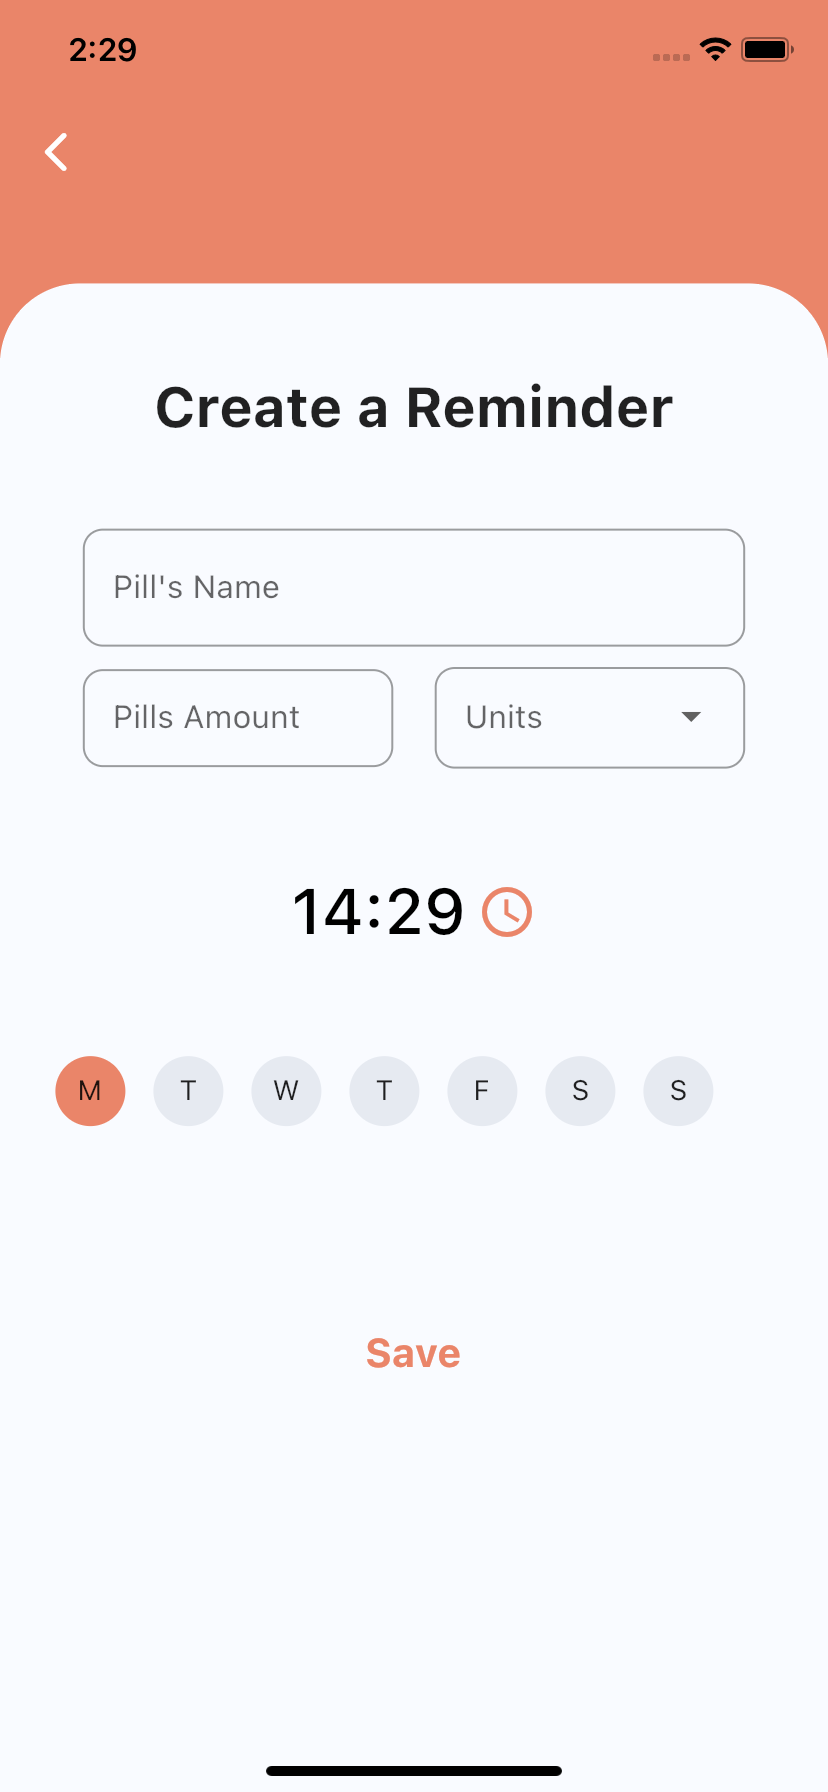 2:29
Create a Reminder
Pill's Name
Pills Amount Units
14:29
M T W T F S S
Save